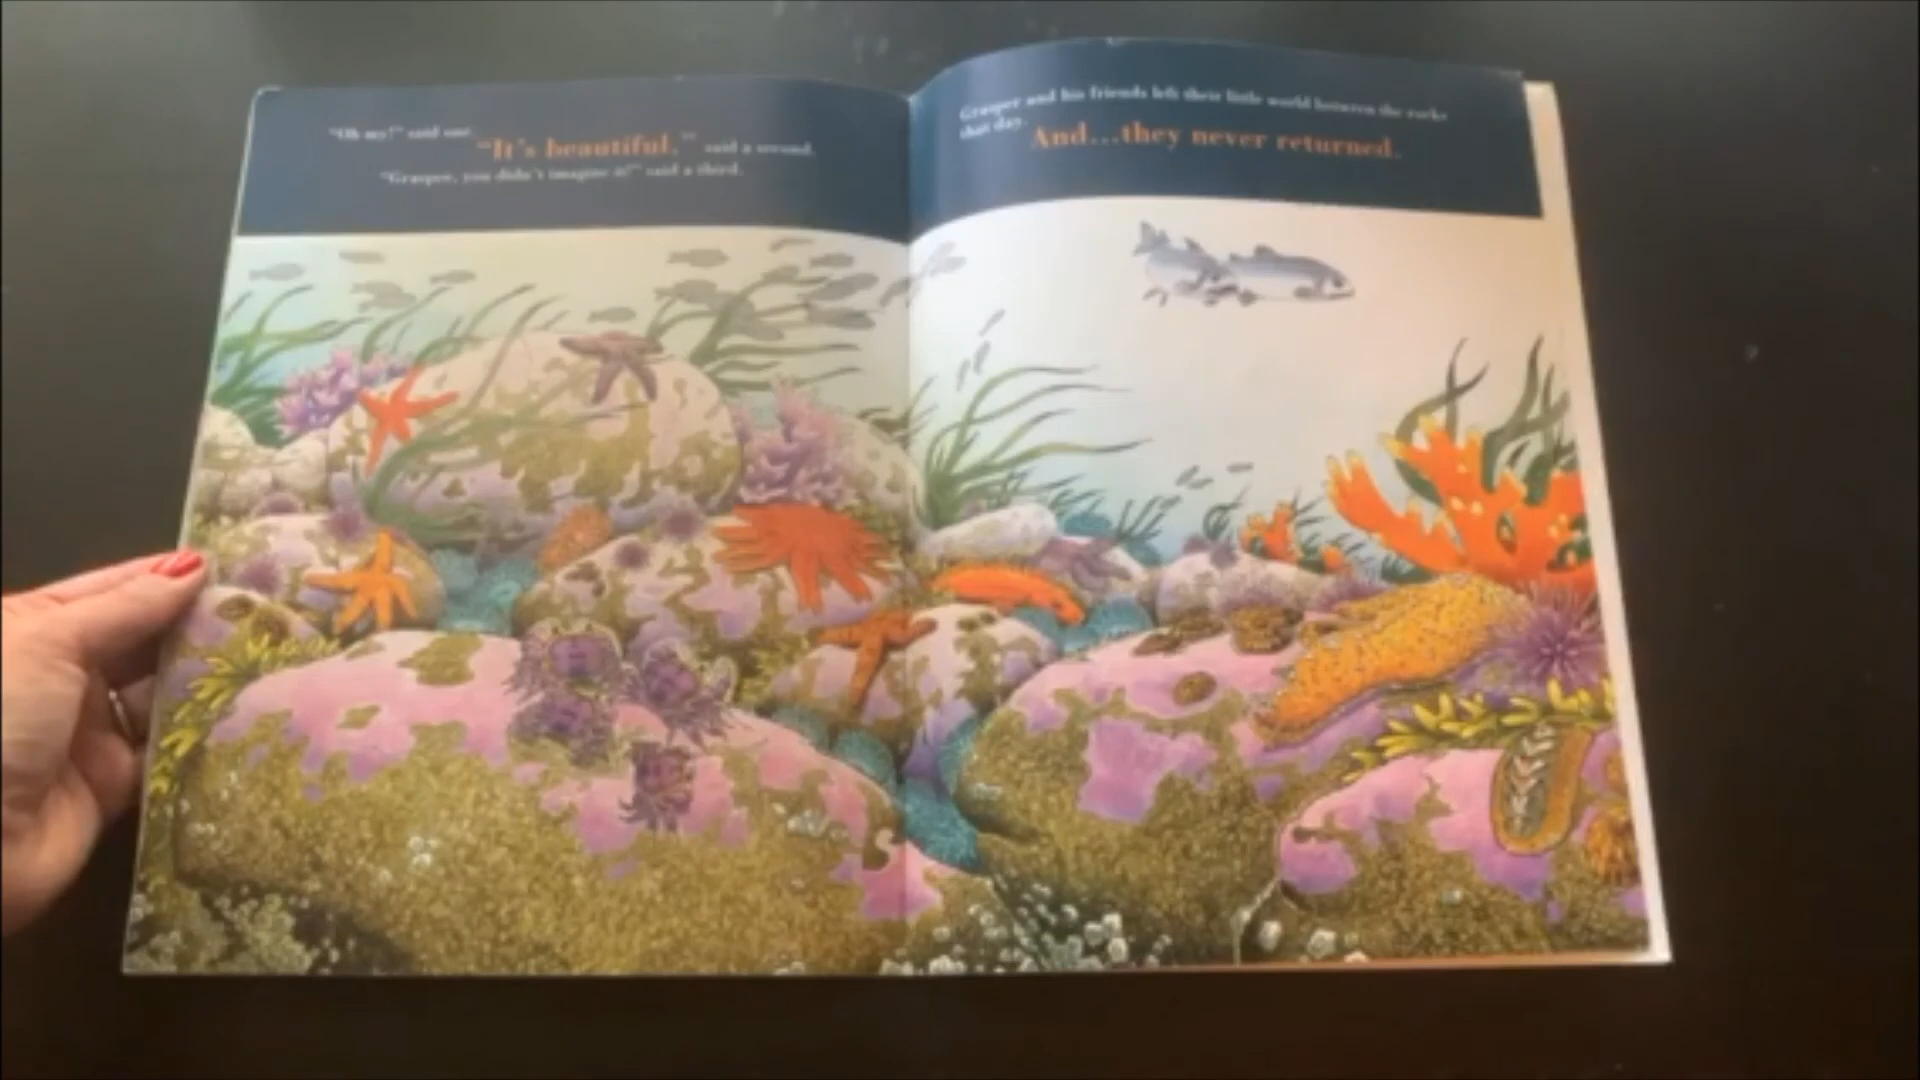 "Oh my!" said one.
"It's beautiful," said a second.
"Grasper, you didn't imagine it!" said a third.
Grasper and his friends left their little world between the rocks
that day. And...they never returned.